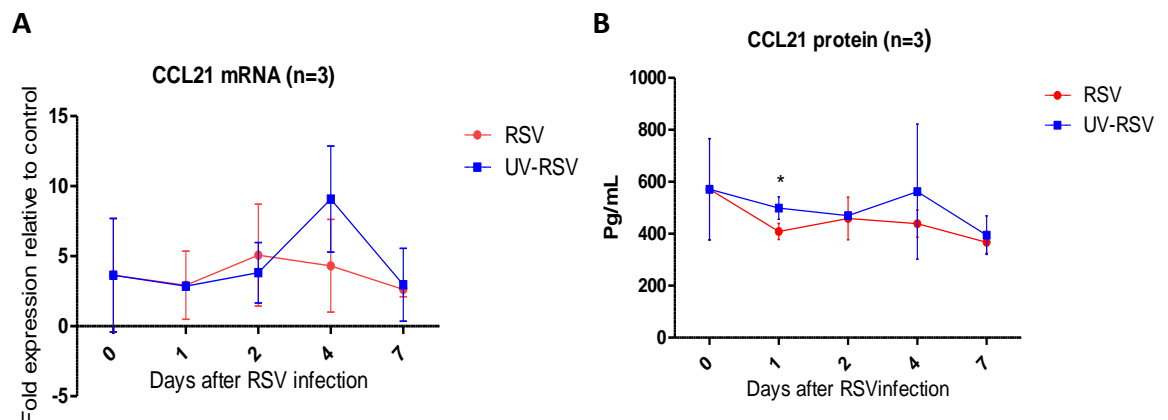 A
CCL21 mRNA (n=3)
Fold expression relative to control
15
10
5
0
-5
0 1 2 4 7
Days after RSV infection
RSV
UV-RSV
B
CCL21 protein (n=3)
Pg/mL
1000
800
600
400
200
0
*
0 1 2 4 7
Days after RSVinfection
RSV
UV-RSV